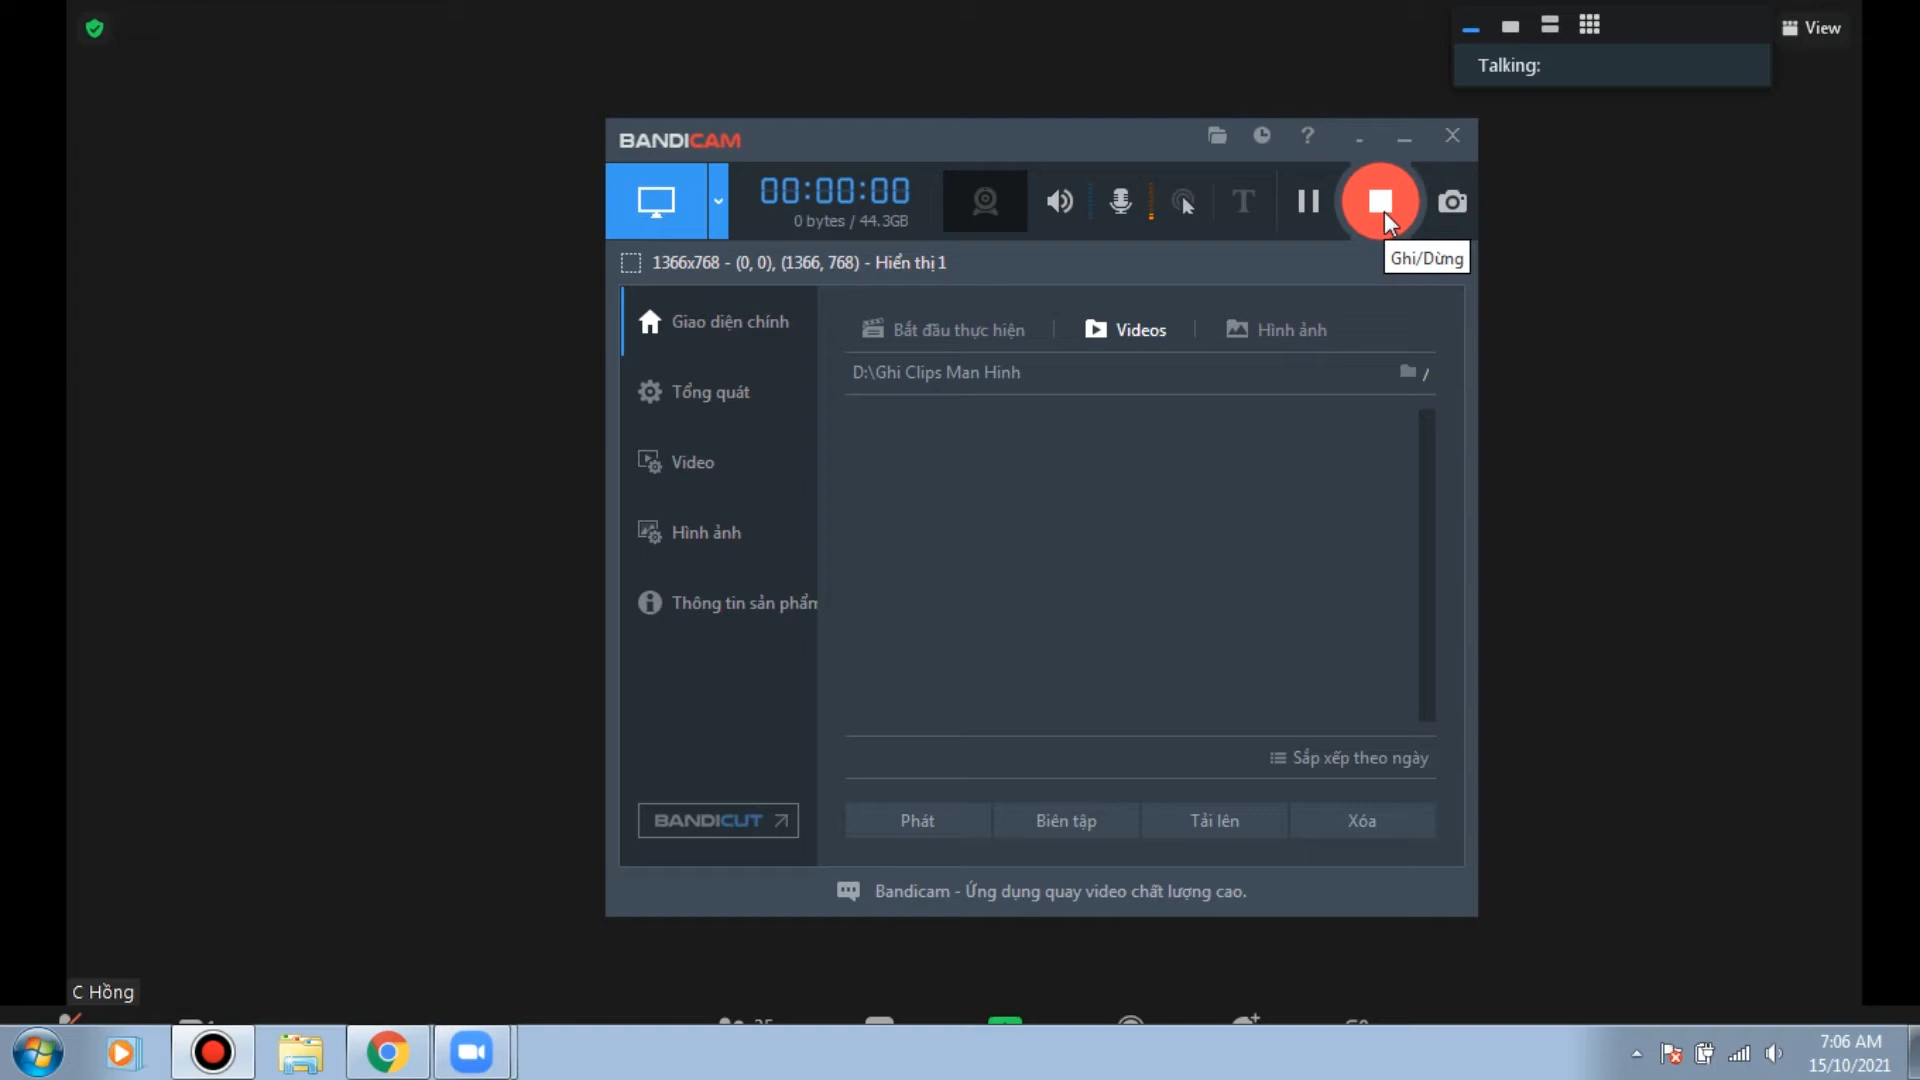 View
Talking:
BANDICAM
?
00:00:00
0 bytes / 44.3GB
T
Ghi/Dừng
1366x768 - (0, 0), (1366, 768) - Hiển thị 1
Giao diện chính
Tổng quát
Video
Hình ảnh
Thông tin sản phẩm
BANDICUT
Bắt đầu thực hiện
Videos
Hình ảnh
D:\Ghi Clips Man Hinh
/
Sắp xếp theo ngày
Phát
Biên tập
Tải lên
Xóa
Bandicam - Ứng dụng quay video chất lượng cao.
C Hồng
7:06 AM
15/10/2021